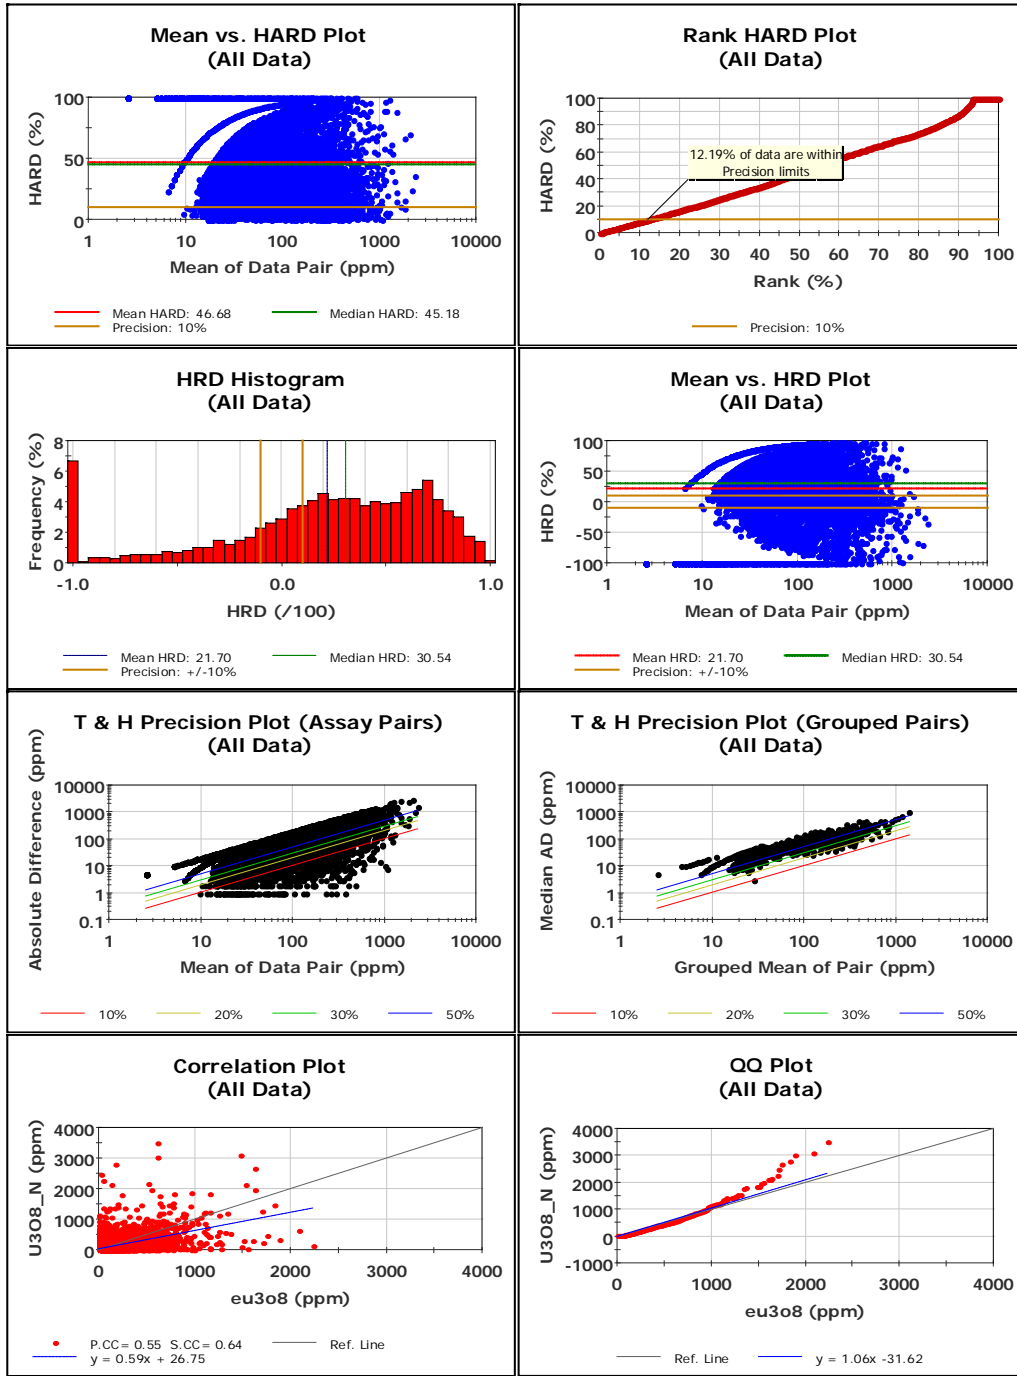 Mean vs. HARD Plot
(All Data)
HARD (%)
100
50
0
1
10
100
1000
10000
Mean of Data Pair (ppm)
Mean HARD: 46.68
Median HARD: 45.18
Precision: 10%
Rank HARD Plot
(All Data)
HARD (%)
100
80
60
40
20
0
12.19% of data are within
Precision limits
0
10
20
30
40
50
60
70
80
90
100
Rank (%)
Precision: 10%
HRD Histogram
(All Data)
Frequency (%)
8
6
4
2
0
-1.0
0.0
1.0
HRD (/100)
Mean HRD: 21.70
Median HRD: 30.54
Precision: +/-10%
Mean vs. HRD Plot
(All Data)
HRD (%)
100
50
0
-50
-100
1
10
100
1000
10000
Mean of Data Pair (ppm)
Mean HRD: 21.70
Median HRD: 30.54
Precision: +/-10%
T & H Precision Plot (Assay Pairs)
(All Data)
Absolute Difference (ppm)
10000
1000
100
10
1
0.1
1
10
100
1000
10000
Mean of Data Pair (ppm)
10%
20%
30%
50%
T & H Precision Plot (Grouped Pairs)
(All Data)
Median AD (ppm)
10000
1000
100
10
1
0.1
1
10
100
1000
10000
Grouped Mean of Pair (ppm)
10%
20%
30%
50%
Correlation Plot
(All Data)
U3O8_N (ppm)
4000
3000
2000
1000
0
0
1000
2000
3000
4000
eu3o8 (ppm)
P.CC= 0.55 S.CC= 0.64
Ref. Line
y = 0.59x + 26.75
QQ Plot
(All Data)
U3O8_N (ppm)
4000
3000
2000
1000
0
-1000
0
1000
2000
3000
4000
eu3o8 (ppm)
Ref. Line
y = 1.06x -31.62